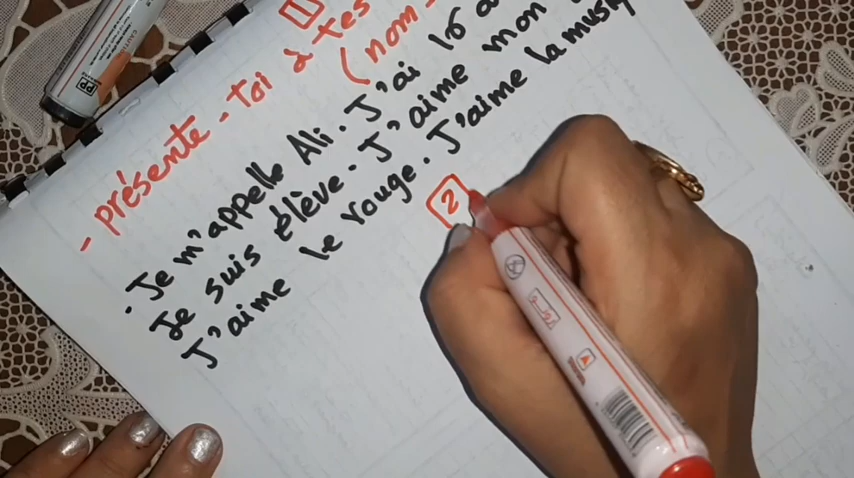 1
- présente-toi à tes
(nom-
. Je m'appelle Ali. J'ai 10 a
Je suis élève. J'aime mon
J'aime le rouge. J'aime la musiq
2